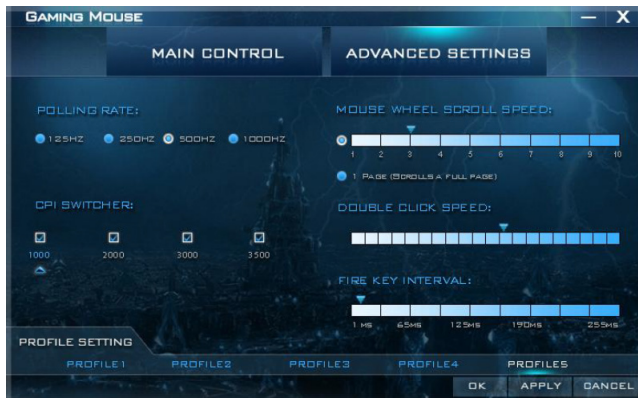 GAMING MOUSE — X
MAIN CONTROL ADVANCED SETTINGS
POLLING RATE:
125HZ 250HZ 500HZ 1000HZ
MOUSE WHEEL SCROLL SPEED:
1 2 3 4 5 6 7 8 9 10
1 PAGE (SCROLLS A FULL PAGE)
CPI SWITCHER:
1000 2000 3000 3500
DOUBLE CLICK SPEED:
FIRE KEY INTERVAL:
1 MS 65MS 125MS 190MS 255MS
PROFILE SETTING
PROFILE1 PROFILE2 PROFILE3 PROFILE4 PROFILE5
OK APPLY CANCEL